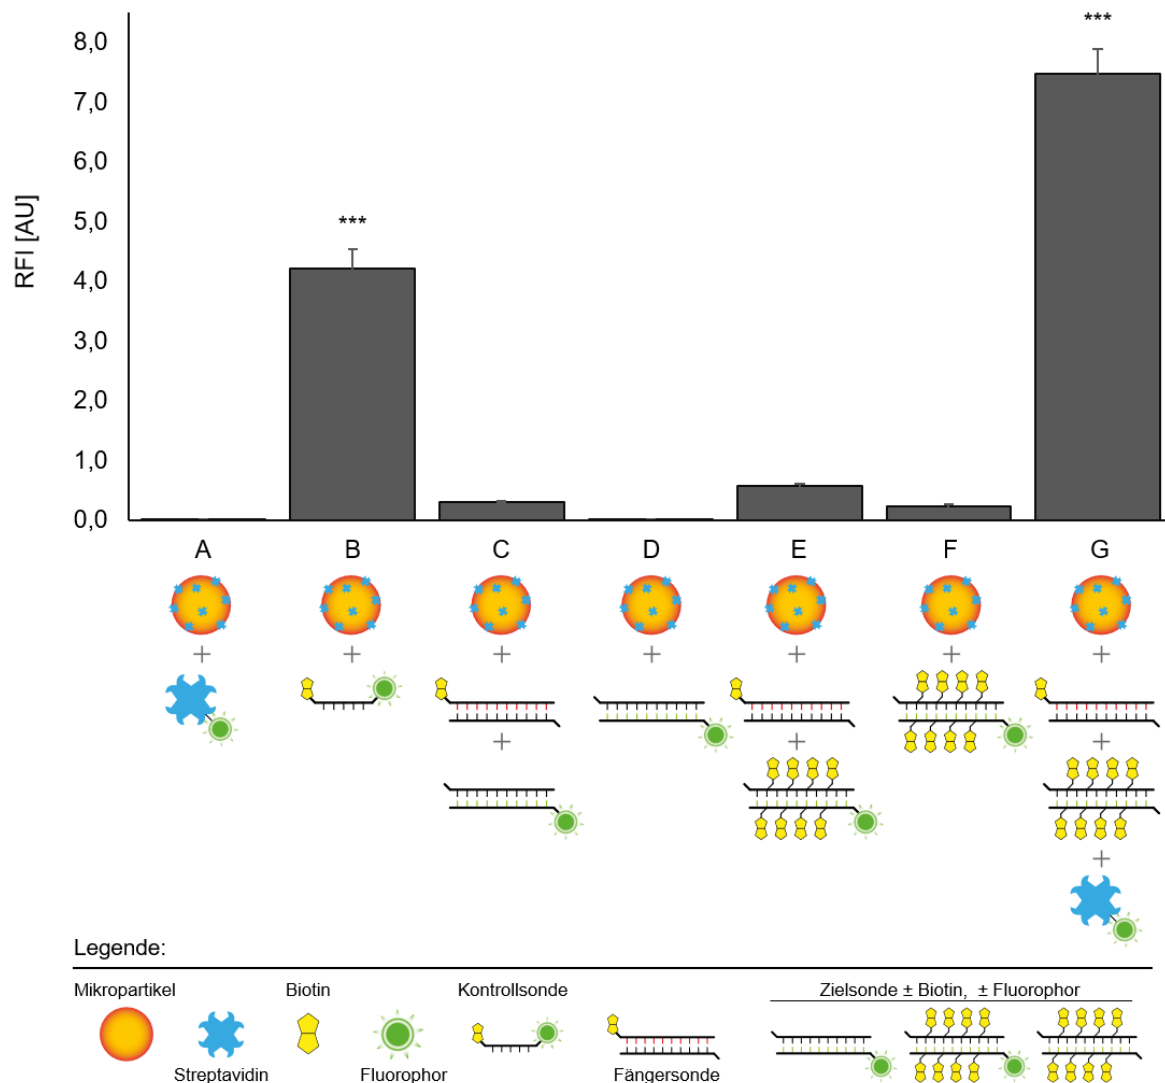 ***
8,0
7,0
6,0
5,0
***
4,0
3,0
2,0
1,0
0,0
RFI [AU]
A B C D E F G
+ + + + + + +
+ + +
+
Legende:
Mikropartikel Biotin Kontrollsonde Zielsonde ± Biotin, ± Fluorophor
Streptavidin Fluorophor Fängersonde